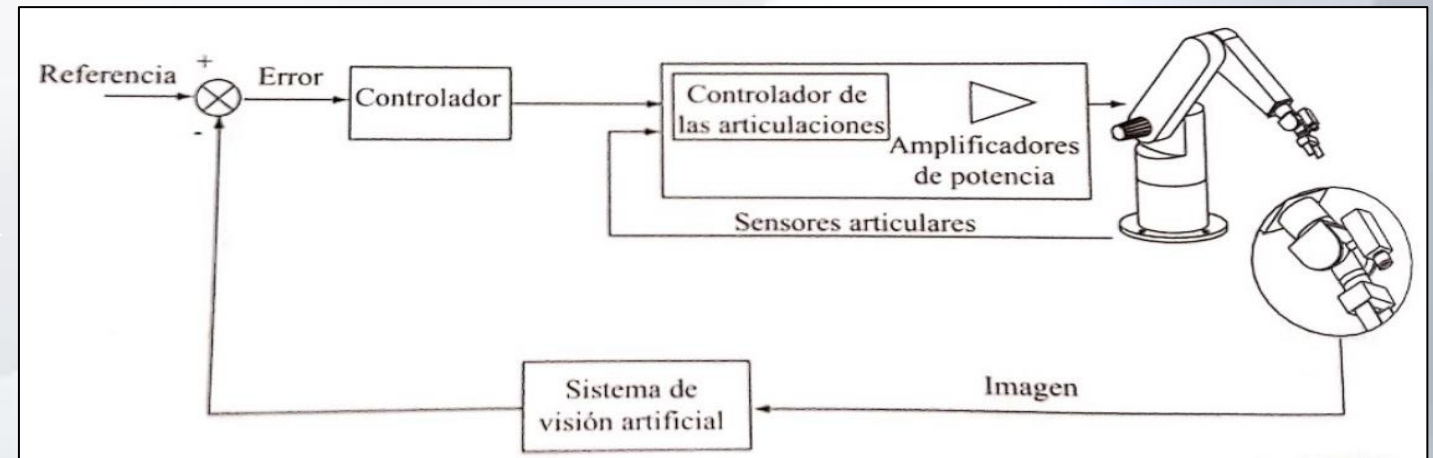 Referencia
+
-
Error
Controlador
Controlador de
las articulaciones
Amplificadores
de potencia
Sensores articulares
Sistema de
visión artificial
Imagen